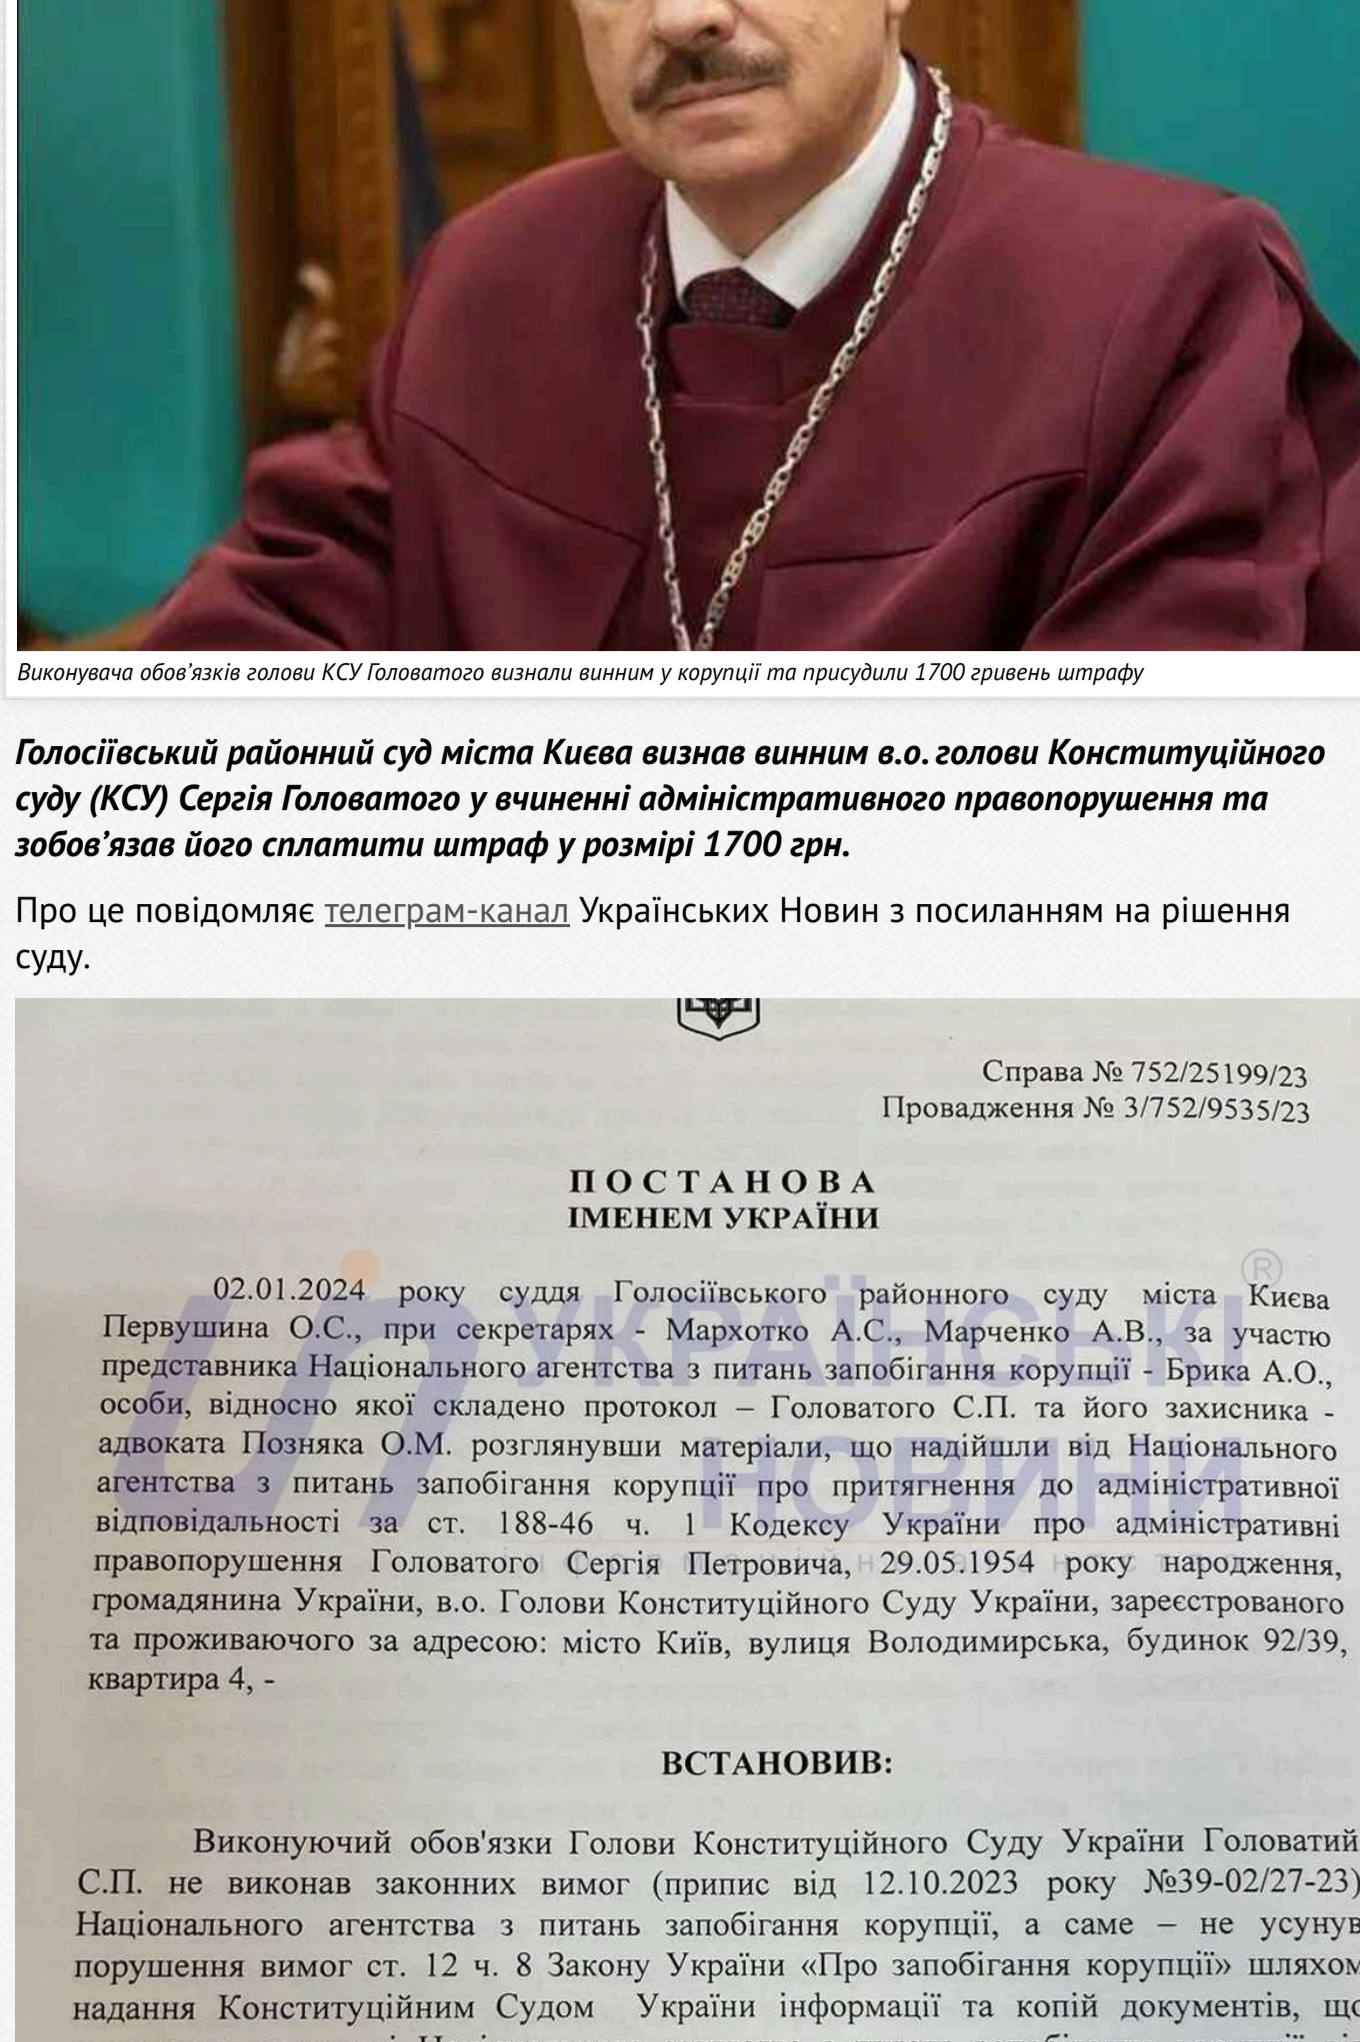 Виконувача обов’язків голови КСУ Головатого визнали винним у корупції та присудили 1700 гривень штрафу
Голосіївський районний суд міста Києва визнав винним в.о. голови Конституційного
суду (КСУ) Сергія Головатого у вчиненні адміністративного правопорушення та
зобов’язав його сплатити штраф у розмірі 1700 грн.
Про це повідомляє телеграм-канал Українських Новин з посиланням на рішення
суду.
Справа № 752/25199/23
Провадження № 3/752/9535/23
П О С Т А Н О В А
ІМЕНЕМ УКРАЇНИ
УКРАЇНСЬКІ ®
НОВИНИ
02.01.2024 року суддя Голосіївського районного суду міста Києва
Первушина О.С., при секретарях - Мархотко А.С., Марченко А.В., за участю
представника Національного агентства з питань запобігання корупції - Брика А.О.,
особи, відносно якої складено протокол – Головатого С.П. та його захисника -
адвоката Позняка О.М. розглянувши матеріали, що надійшли від Національного
агентства з питань запобігання корупції про притягнення до адміністративної
відповідальності за ст. 188-46 ч. 1 Кодексу України про адміністративні
правопорушення Головатого Сергія Петровича, 29.05.1954 року народження,
громадянина України, в.о. Голови Конституційного Суду України, зареєстрованого
та проживаючого за адресою: місто Київ, вулиця Володимирська, будинок 92/39,
квартира 4, -
ВСТАНОВИВ:
Виконуючий обов'язки Голови Конституційного Суду України Головатий
С.П. не виконав законних вимог (припис від 12.10.2023 року №39-02/27-23)
Національного агентства з питань запобігання корупції, а саме – не усунув
порушення вимог ст. 12 ч. 8 Закону України «Про запобігання корупції» шляхом
надання Конституційним Судом України інформації та копій документів, що